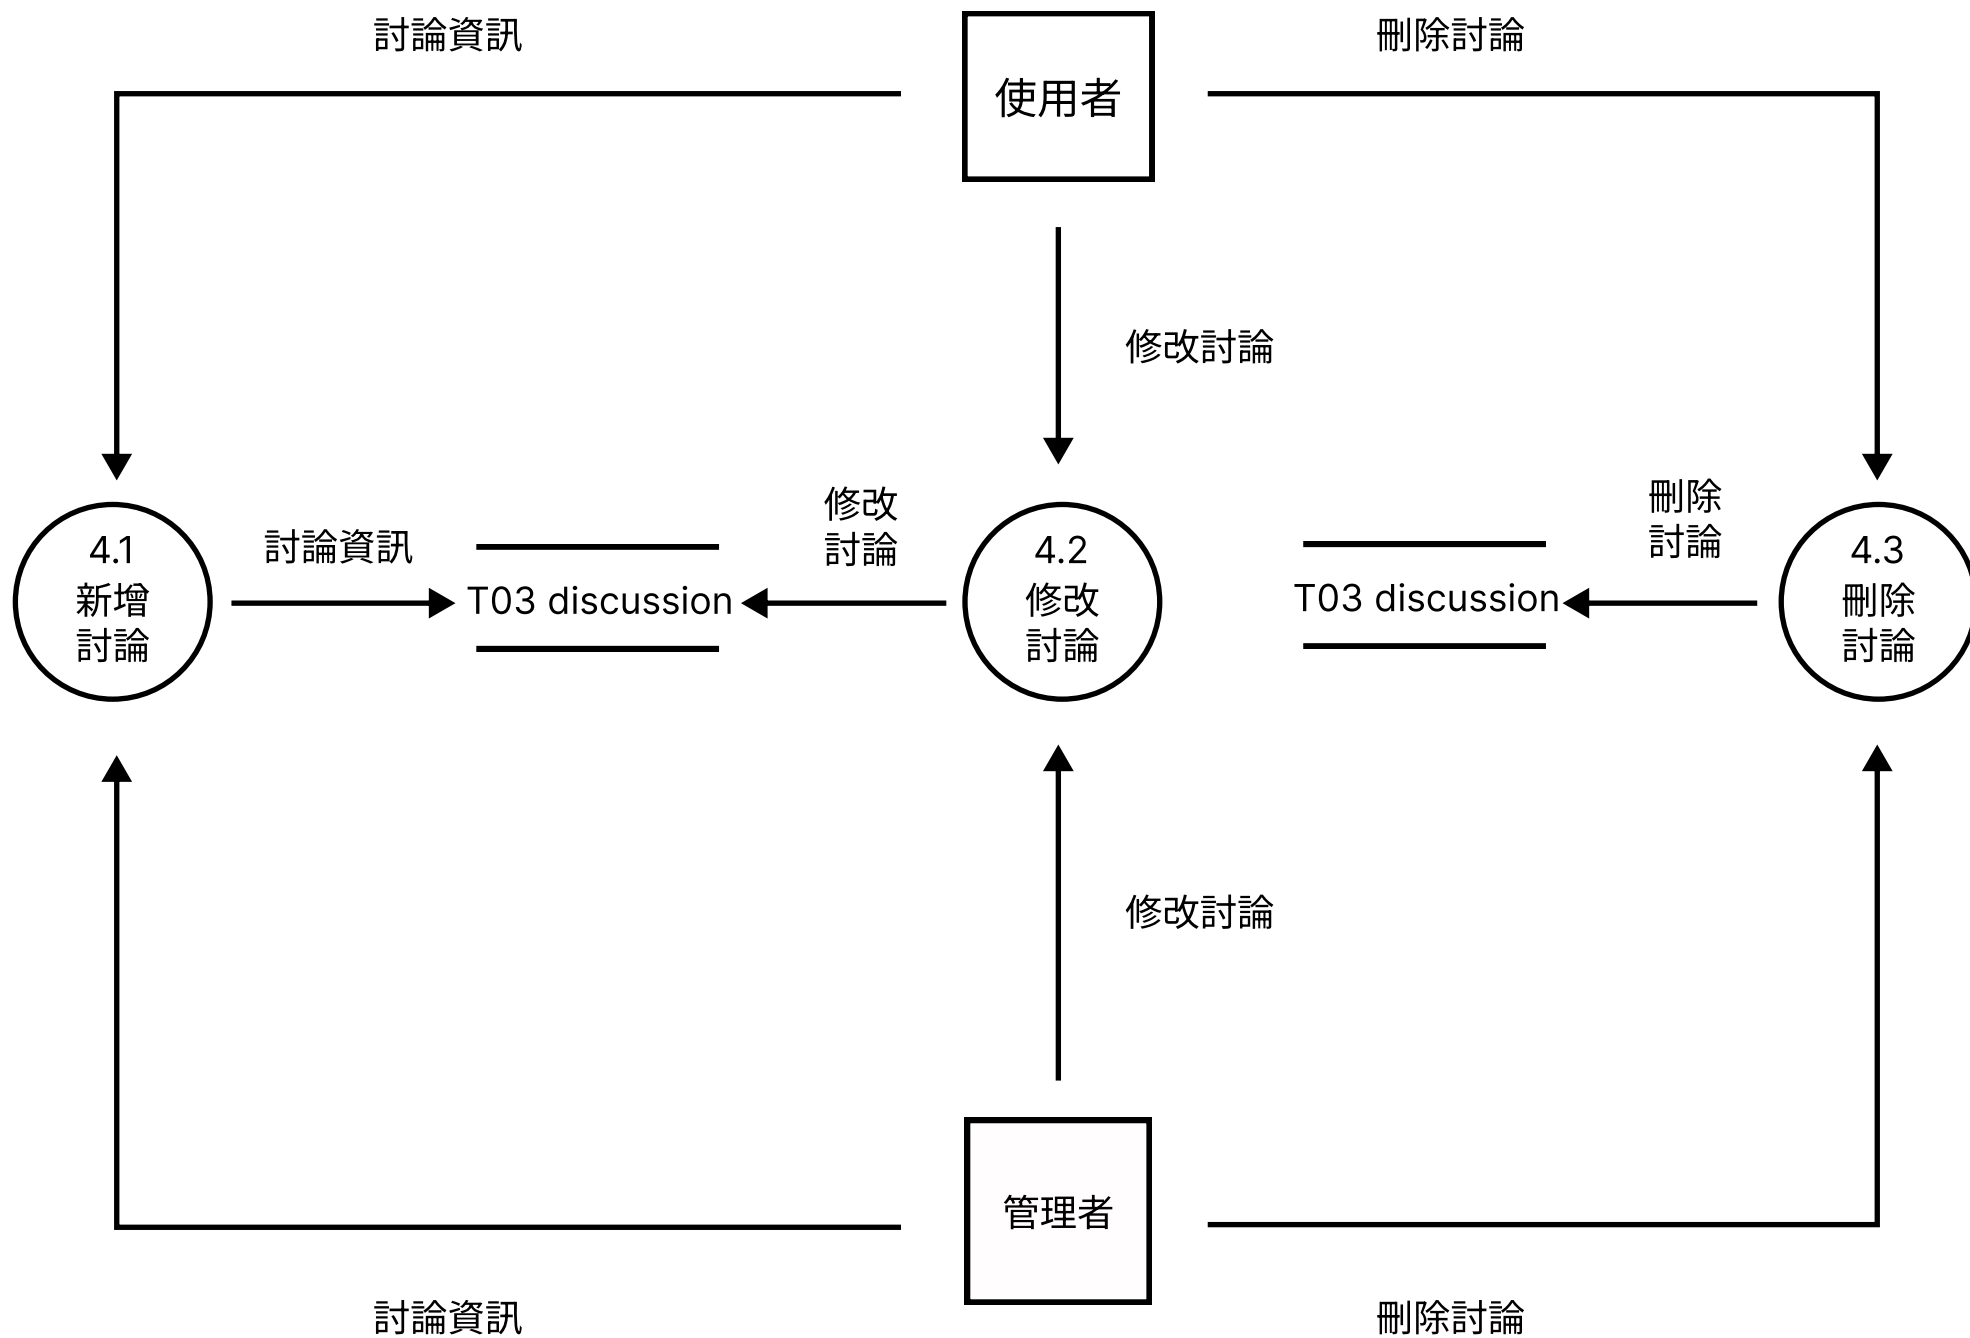 討論資訊
使用者
刪除討論
修改討論
4.1
新增
討論
討論資訊
T03 discussion
修改
討論
4.2
修改
討論
T03 discussion
刪除
討論
4.3
刪除
討論
修改討論
管理者
討論資訊
刪除討論